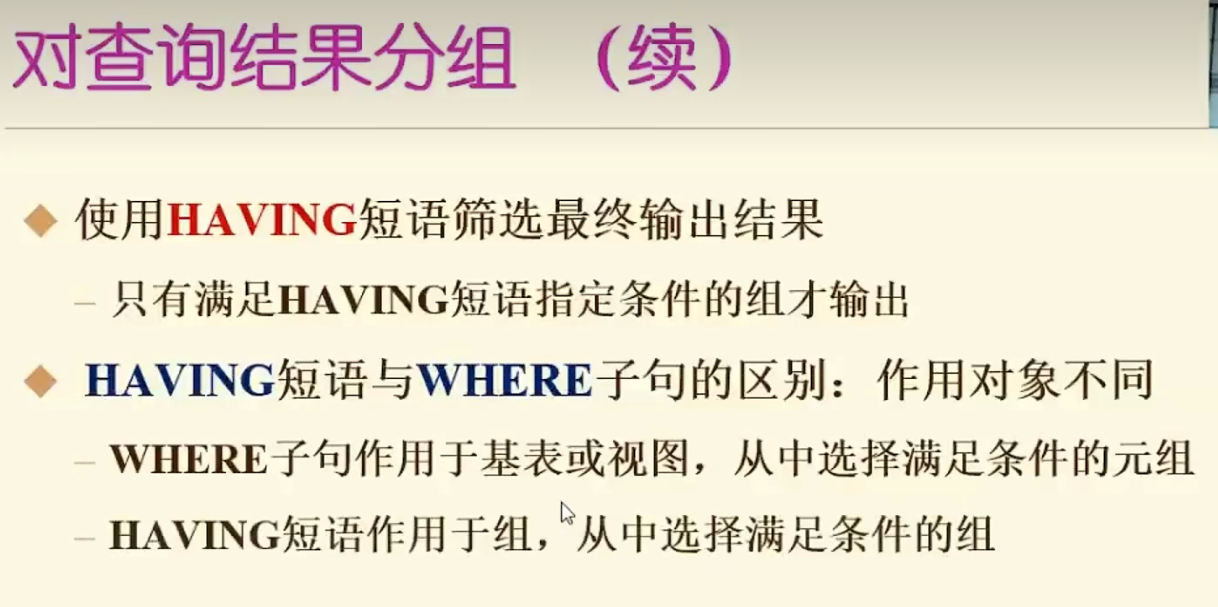 对查询结果分组 （续）
使用HAVING短语筛选最终输出结果
– 只有满足HAVING短语指定条件的组才输出
HAVING短语与WHERE子句的区别：作用对象不同
– WHERE子句作用于基表或视图，从中选择满足条件的元组
– HAVING短语作用于组，从中选择满足条件的组